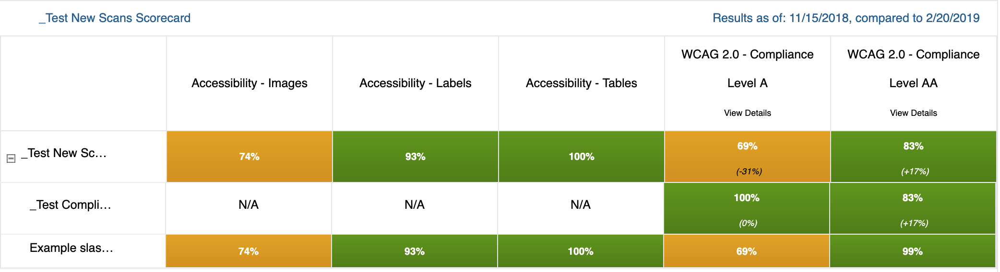 _Test New Scans Scorecard
Results as of: 11/15/2018, compared to 2/20/2019
Accessibility - Images
Accessibility - Labels
Accessibility - Tables
WCAG 2.0 - Compliance
Level A
View Details
WCAG 2.0 - Compliance
Level AA
View Details
_Test New Sc...
74%
93%
100%
69%
(-31%)
83%
(+17%)
_Test Compli...
N/A
N/A
N/A
100%
(0%)
83%
(+17%)
Example slas...
74%
93%
100%
69%
99%